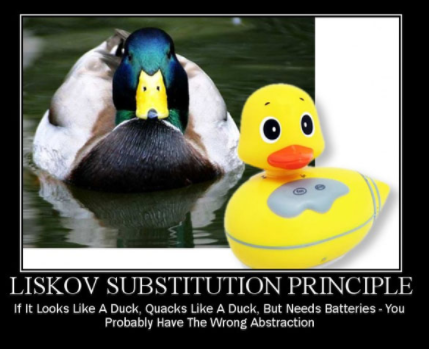 LISKOV SUBSTITUTION PRINCIPLE
If It Looks Like A Duck, Quacks Like A Duck, But Needs Batteries - You
Probably Have The Wrong Abstraction